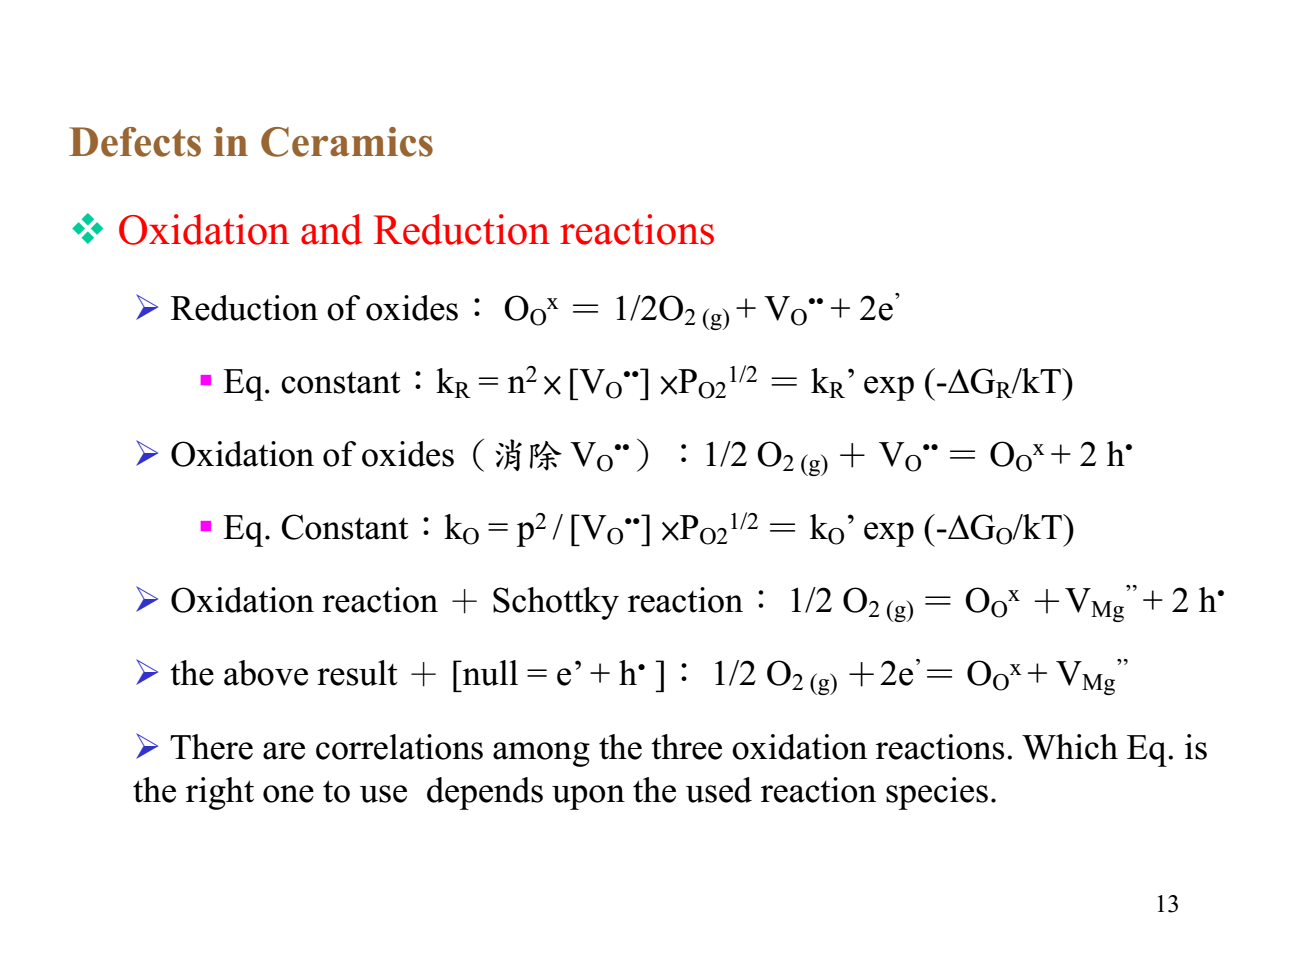 Defects in Ceramics
❖ Oxidation and Reduction reactions
➢ Reduction of oxides： O_O^x ＝ 1/2O_2 (g) + V_O^•• + 2e^’
▪ Eq. constant：k_R = n^2 × [V_O^••] ×P_O2^1/2 ＝ k_R’ exp (-ΔG_R/kT)
➢ Oxidation of oxides（消除 V_O^••）：1/2 O_2 (g) ＋ V_O^•• ＝ O_O^x + 2 h^•
▪ Eq. Constant：k_O = p^2 / [V_O^••] ×P_O2^1/2 ＝ k_O’ exp (-ΔG_O/kT)
➢ Oxidation reaction ＋ Schottky reaction： 1/2 O_2 (g) ＝ O_O^x ＋V_Mg^’’ + 2 h^•
➢ the above result ＋ [null = e’ + h^• ]： 1/2 O_2 (g) ＋2e^’＝ O_O^x + V_Mg^’’
➢ There are correlations among the three oxidation reactions. Which Eq. is
the right one to use depends upon the used reaction species.
13